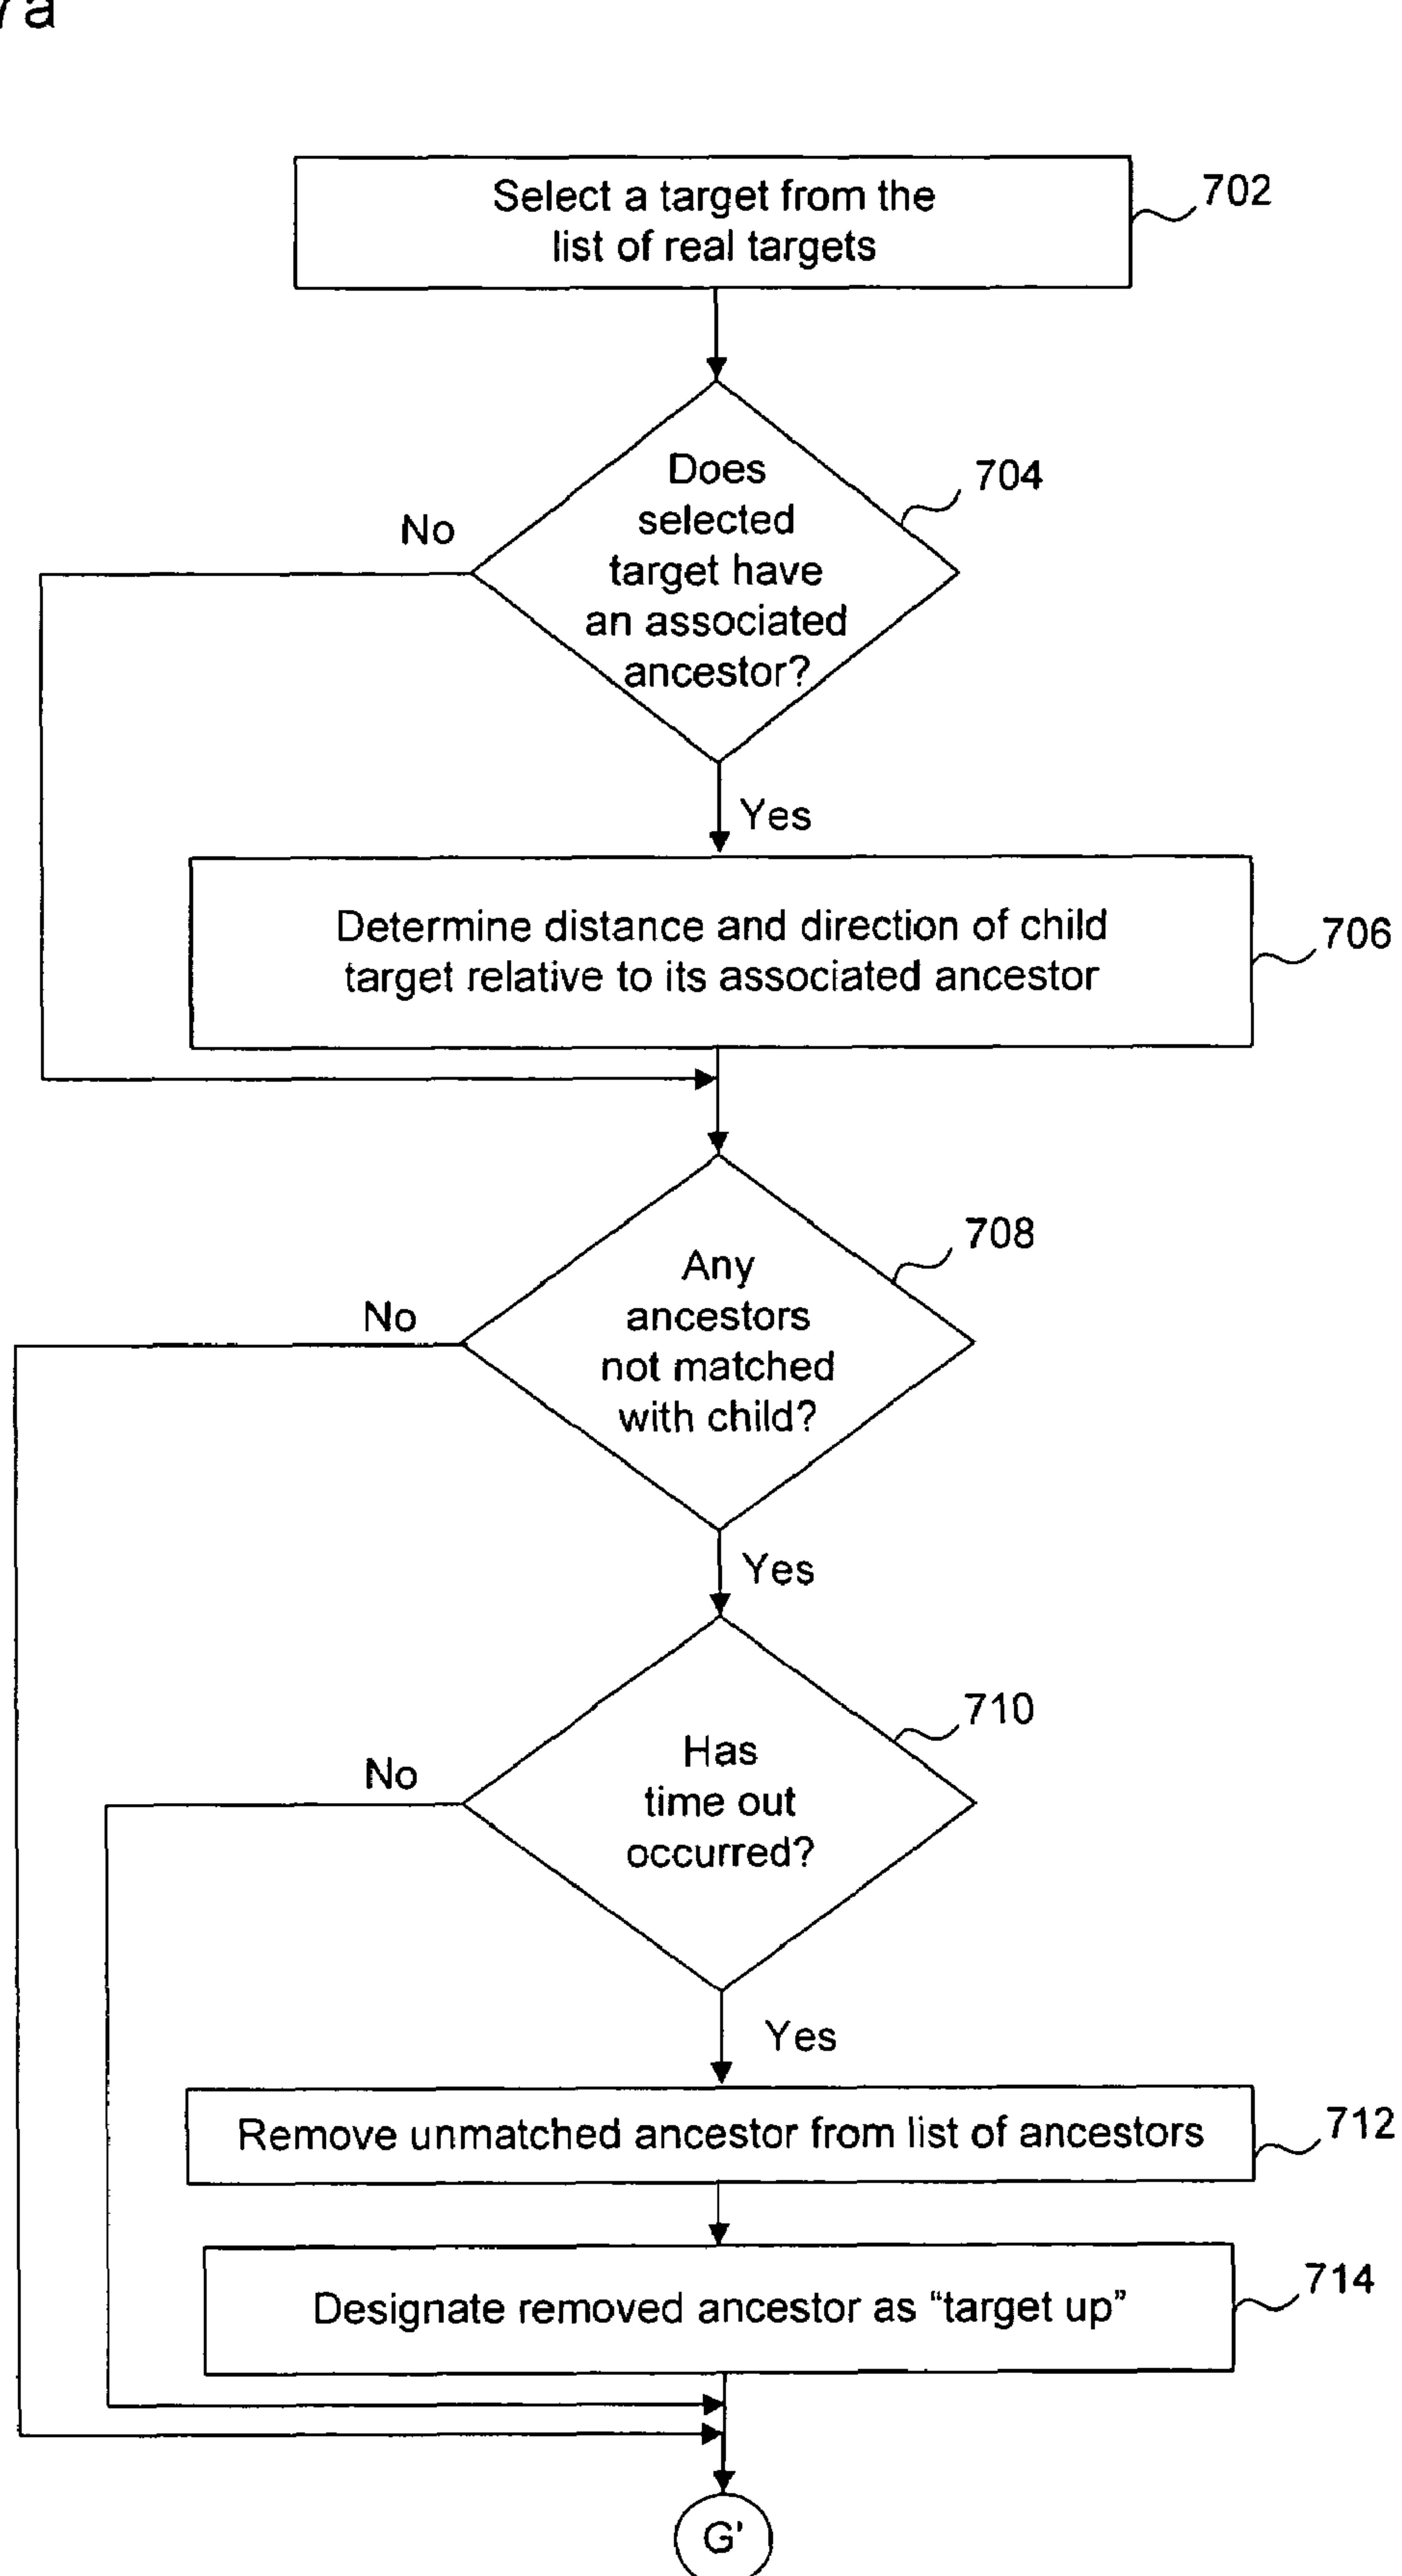 7a
Select a target from the
list of real targets
702
Does
selected
target have
an associated
ancestor?
704
No
Yes
Determine distance and direction of child
target relative to its associated ancestor
706
Any
ancestors
not matched
with child?
708
No
Yes
Has
time out
occurred?
710
No
Yes
Remove unmatched ancestor from list of ancestors
712
Designate removed ancestor as “target up”
714
G'